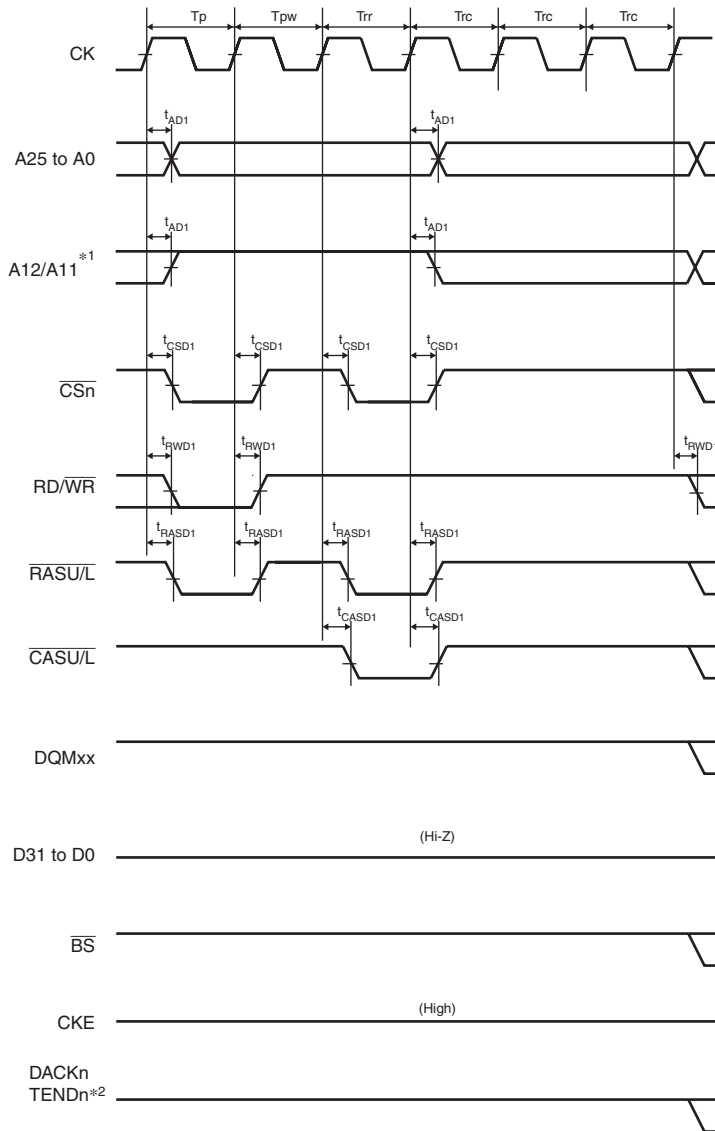 Tp Tpw Trr Trc Trc Trc
CK
tAD1 tAD1
A25 to A0
tAD1 tAD1
A12/A11*1
tCSD1 tCSD1 tCSD1 tCSD1
CSn
tRWD1 tRWD1 tRWD1
RD/WR
tRASD1 tRASD1 tRASD1 tRASD1
RASU/L
tCASD1 tCASD1
CASU/L
DQMxx
(Hi-Z)
D31 to D0
BS
(High)
CKE
DACKn
TENDn*2